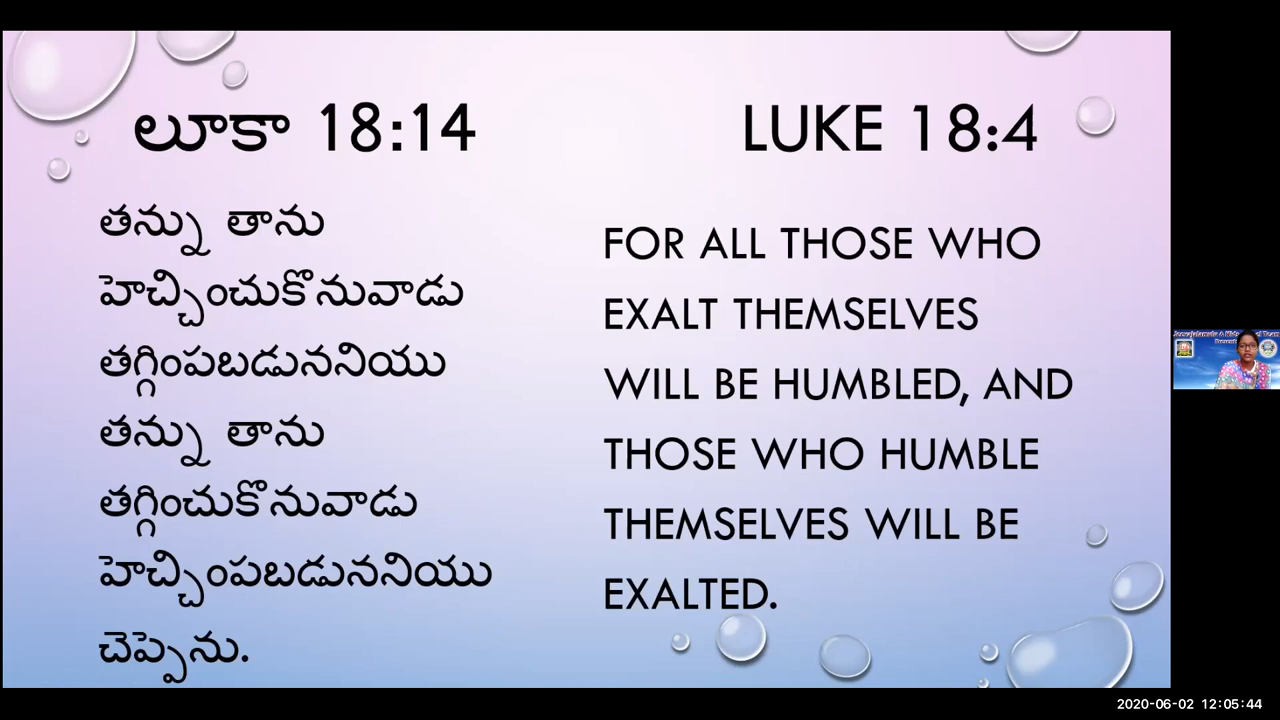 లూకా 18:14
తన్ను తాను
హెచ్చించుకొనువాడు
తగ్గింపబడుననియు
తన్ను తాను
తగ్గించుకొనువాడు
హెచ్చింపబడుననియు
చెప్పెను.
LUKE 18:4
FOR ALL THOSE WHO
EXALT THEMSELVES
WILL BE HUMBLED, AND
THOSE WHO HUMBLE
THEMSELVES WILL BE
EXALTED.
2020-06-02 12:05:44